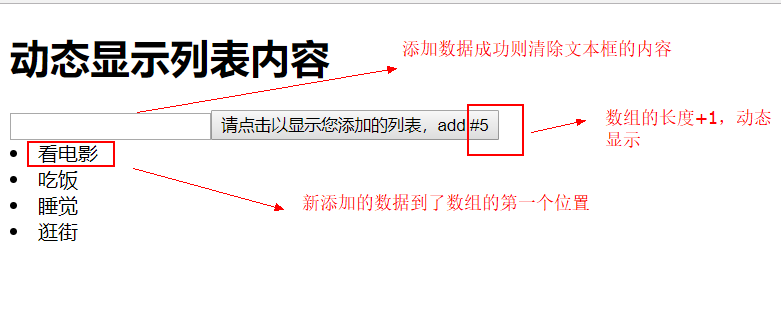 动态显示列表内容
添加数据成功则清除文本框的内容
请点击以显示您添加的列表，add #5
数组的长度+1，动态
显示
看电影
吃饭
睡觉
逛街
新添加的数据到了数组的第一个位置